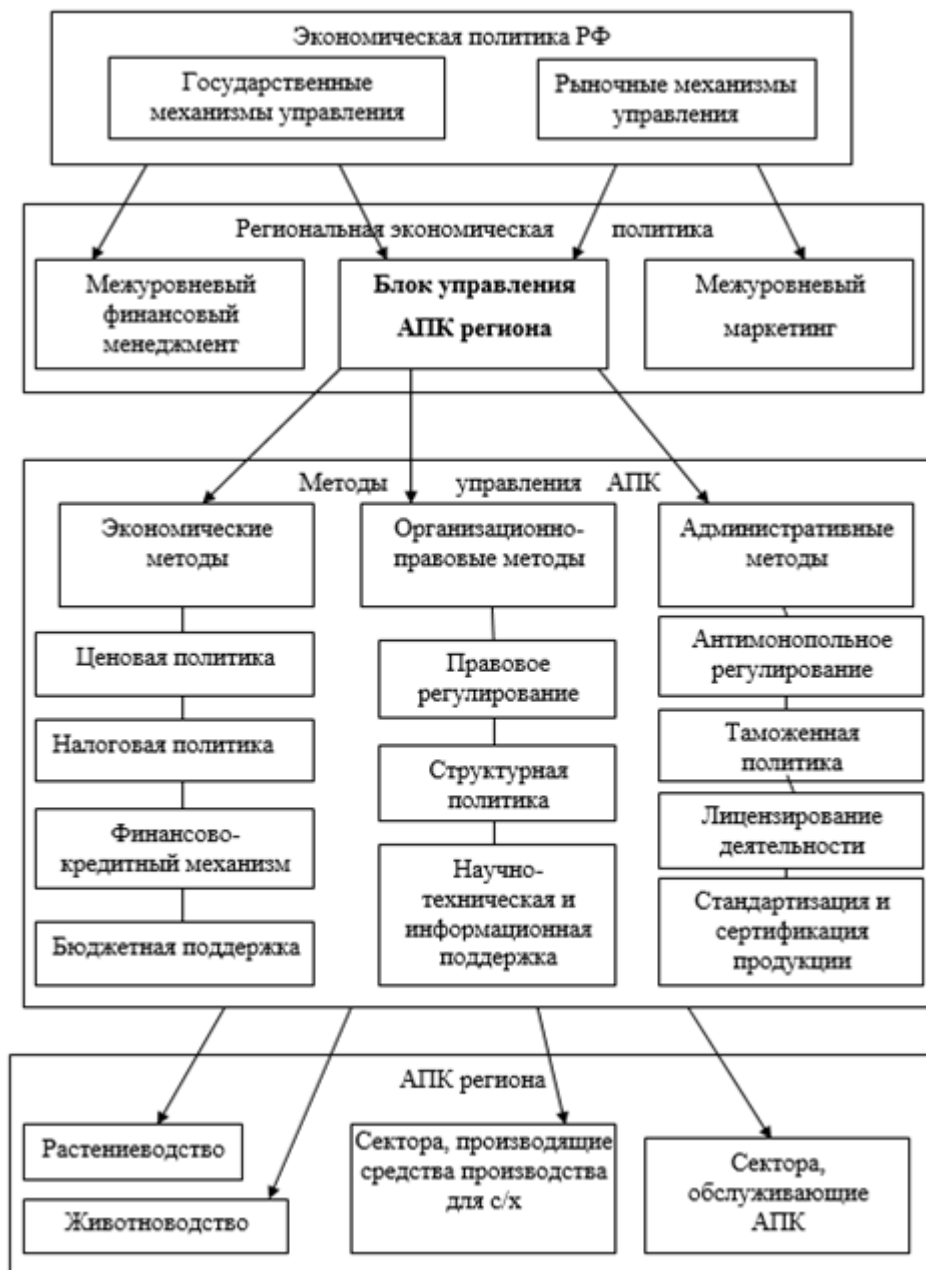 Экономическая политика РФ
Государственные
механизмы управления
Рыночные механизмы
управления
Региональная экономическая политика
Межуровневый
финансовый
менеджмент
Блок управления
АПК региона
Межуровневый
маркетинг
Методы управления АПК
Экономические
методы
Организационно-
правовые методы
Административные
методы
Ценовая политика
Налоговая политика
Финансово-
кредитный механизм
Бюджетная поддержка
Правовое
регулирование
Структурная
политика
Научно-
техническая и
информационная
поддержка
Антимонопольное
регулирование
Таможенная
политика
Лицензирование
деятельности
Стандартизация и
сертификация
продукции
АПК региона
Растениеводство
Животноводство
Сектора, производящие
средства производства
для с/х
Сектора,
обслуживающие
АПК